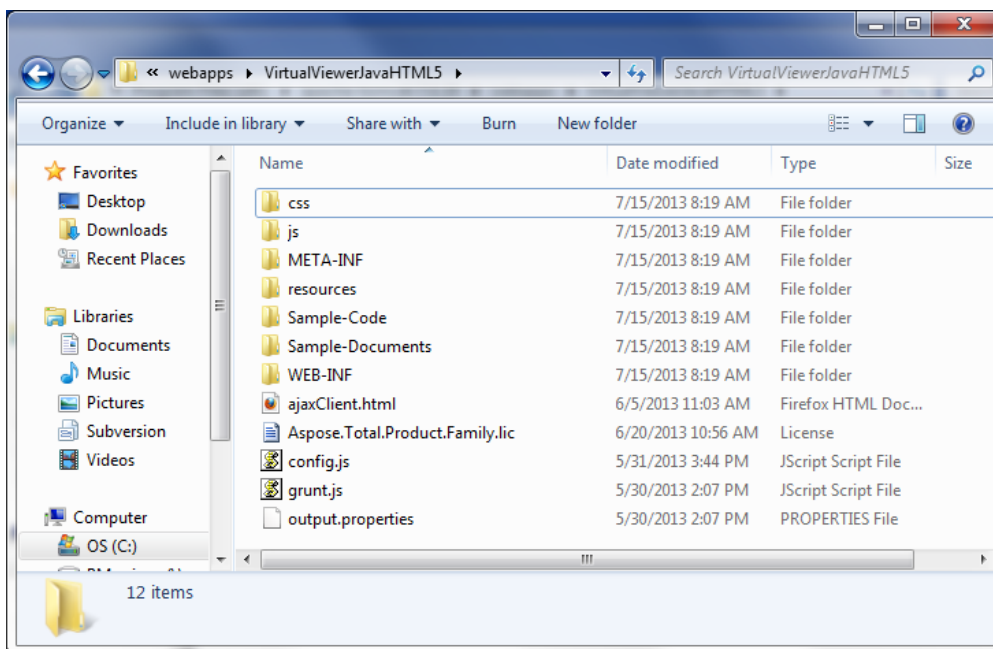 « webapps ▸ VirtualViewerJavaHTML5 ▸ Search VirtualViewerJavaHTML5
Organize Include in library Share with Burn New folder
Favorites
Desktop
Downloads
Recent Places
Libraries
Documents
Music
Pictures
Subversion
Videos
Computer
OS (C:)
Name Date modified Type Size
css 7/15/2013 8:19 AM File folder
js 7/15/2013 8:19 AM File folder
META-INF 7/15/2013 8:19 AM File folder
resources 7/15/2013 8:19 AM File folder
Sample-Code 7/15/2013 8:19 AM File folder
Sample-Documents 7/15/2013 8:19 AM File folder
WEB-INF 7/15/2013 8:19 AM File folder
ajaxClient.html 6/5/2013 11:03 AM Firefox HTML Doc...
Aspose.Total.Product.Family.lic 6/20/2013 10:56 AM License
config.js 5/31/2013 3:44 PM JScript Script File
grunt.js 5/30/2013 2:07 PM JScript Script File
output.properties 5/30/2013 2:07 PM PROPERTIES File
12 items